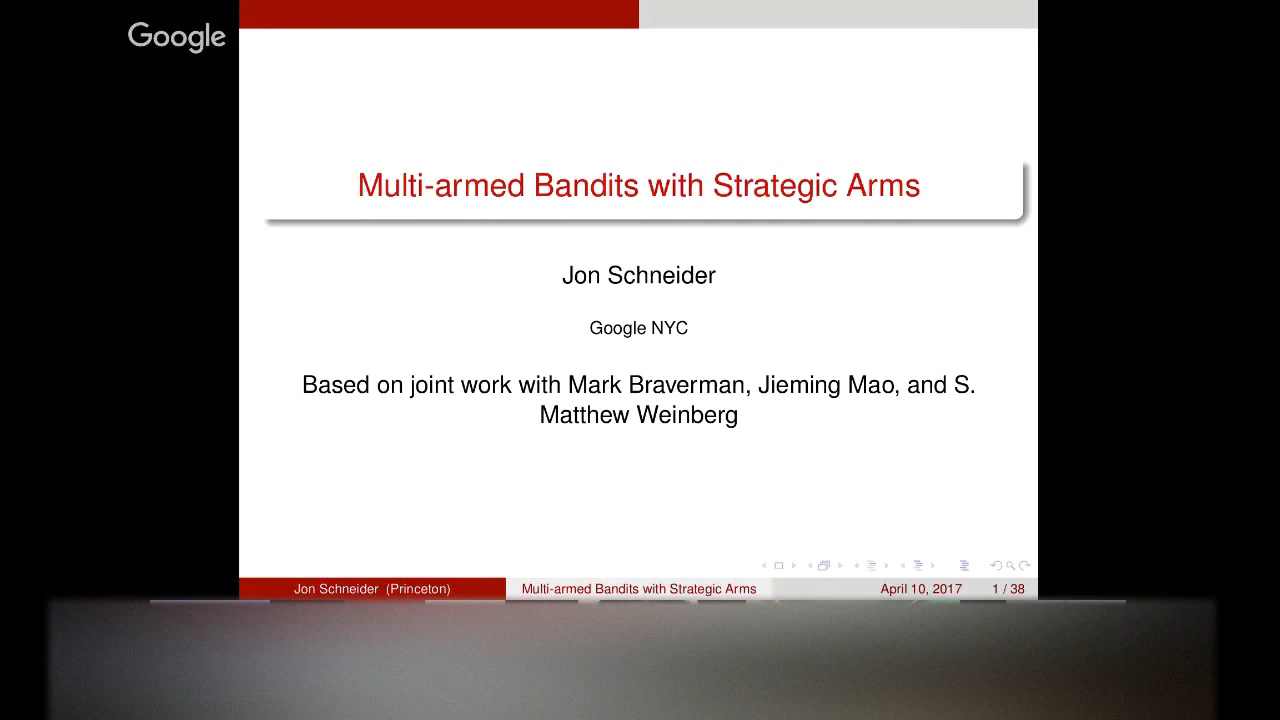 Google
Multi-armed Bandits with Strategic Arms
Jon Schneider
Google NYC
Based on joint work with Mark Braverman, Jieming Mao, and S.
Matthew Weinberg
Jon Schneider (Princeton)
Multi-armed Bandits with Strategic Arms
April 10, 2017
1 / 38